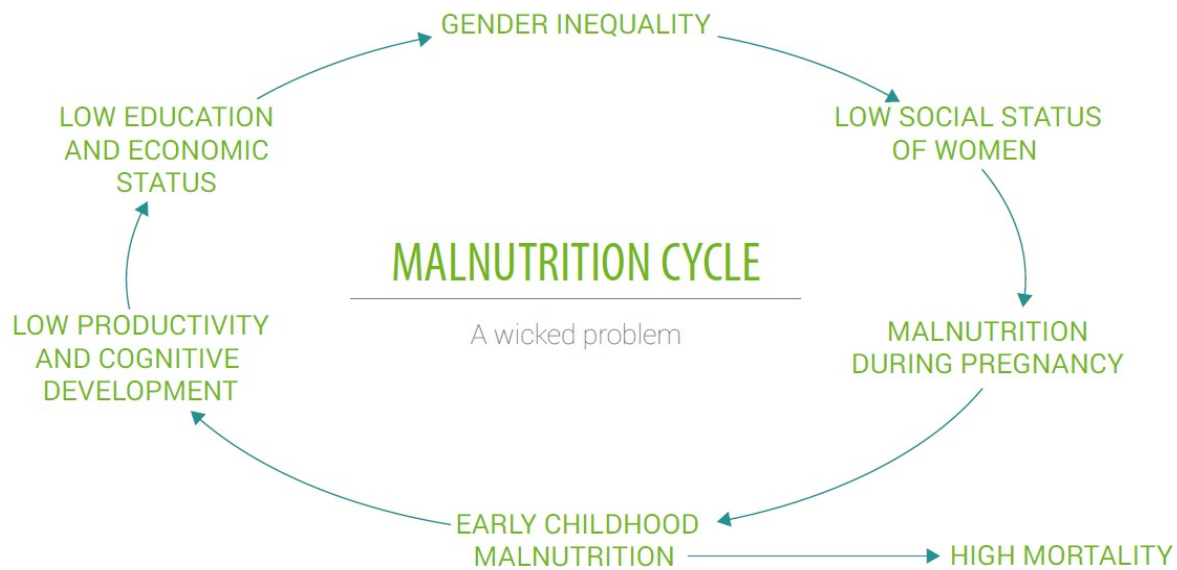 GENDER INEQUALITY
LOW SOCIAL STATUS
OF WOMEN
MALNUTRITION
DURING PREGNANCY
EARLY CHILDHOOD
MALNUTRITION
HIGH MORTALITY
LOW PRODUCTIVITY
AND COGNITIVE
DEVELOPMENT
LOW EDUCATION
AND ECONOMIC
STATUS
MALNUTRITION CYCLE
A wicked problem